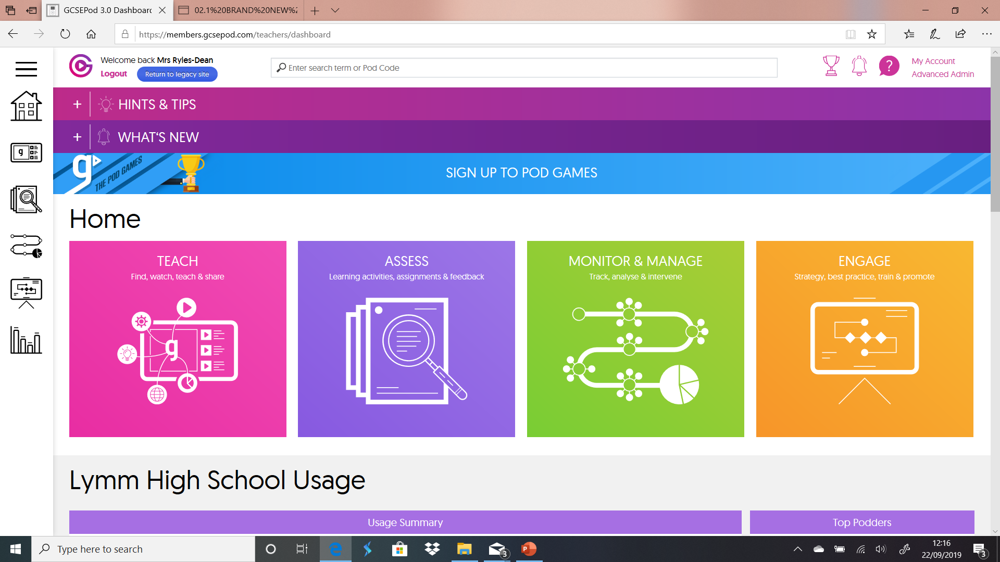 GCSEPod 3.0 Dashboard
02.1%20BRAND%20NEW%2
https://members.gcsepod.com/teachers/dashboard
Welcome back Mrs Ryles-Dean
Logout
Return to legacy site
Enter search term or Pod Code
?
My Account
Advanced Admin
+ HINTS & TIPS
+ WHAT'S NEW
g
THE POD GAMES
SIGN UP TO POD GAMES
Home
TEACH
Find, watch, teach & share
g
ASSESS
Learning activities, assignments & feedback
MONITOR & MANAGE
Track, analyse & intervene
ENGAGE
Strategy, best practice, train & promote
Lymm High School Usage
Usage Summary
Top Podders
Type here to search
3
12:16
22/09/2019
3